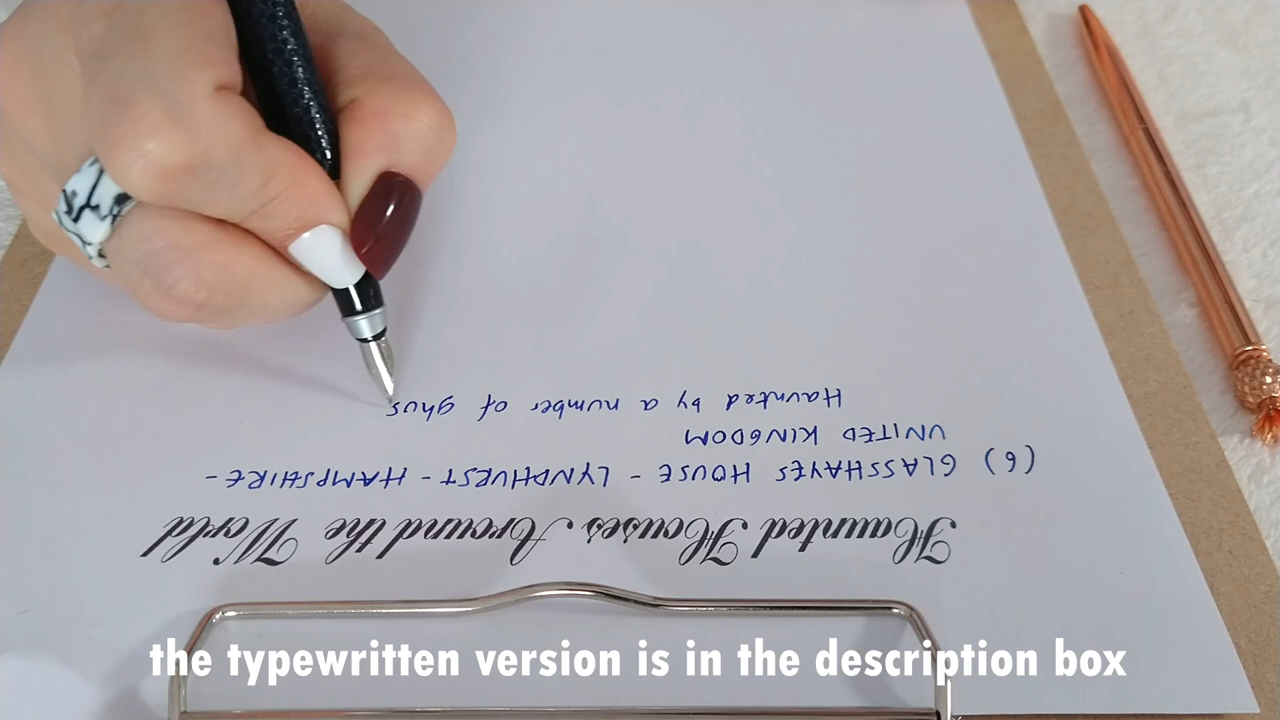 Haunted Houses Around the World
(6) GLASSHAYES HOUSE - LYNDHURST - HAMPSHIRE -
UNITED KINGDOM
Haunted by a number of ghos
the typewritten version is in the description box